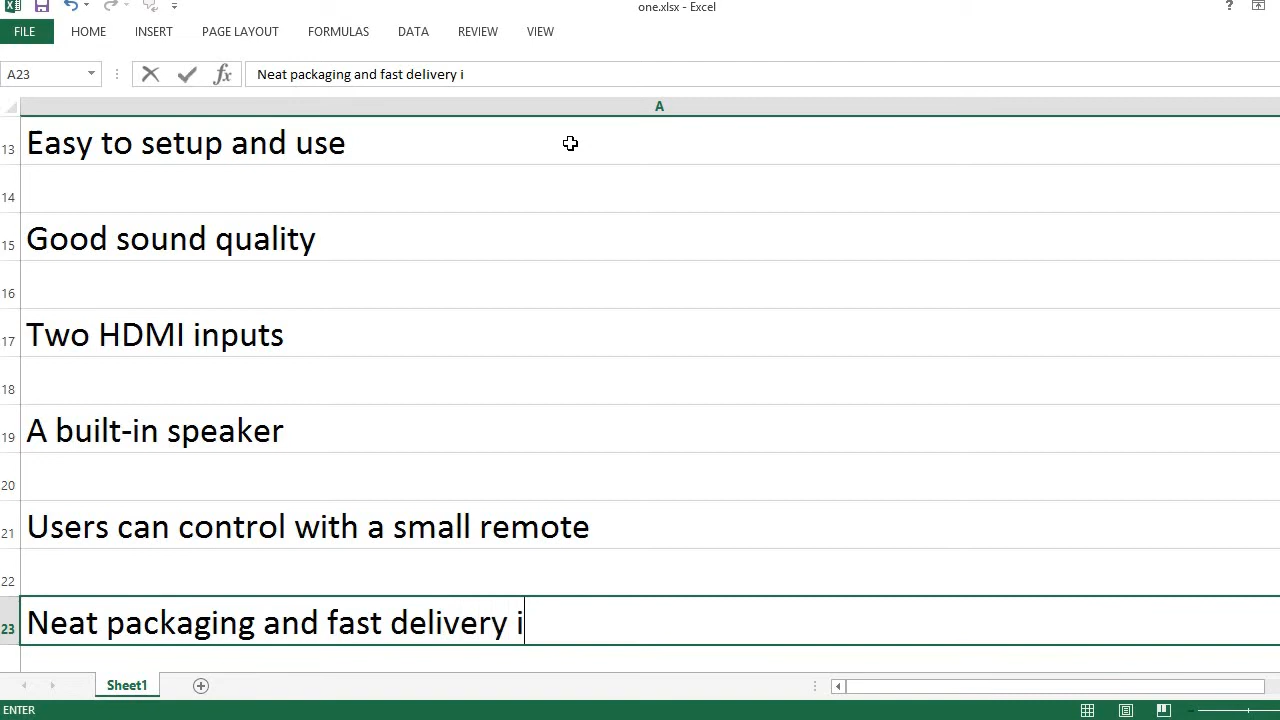 one.xlsx - Excel
?
FILE HOME INSERT PAGE LAYOUT FORMULAS DATA REVIEW VIEW
A23 fx Neat packaging and fast delivery i
A
13 Easy to setup and use
14
15 Good sound quality
16
17 Two HDMI inputs
18
19 A built-in speaker
20
21 Users can control with a small remote
22
23 Neat packaging and fast delivery i
Sheet1
ENTER